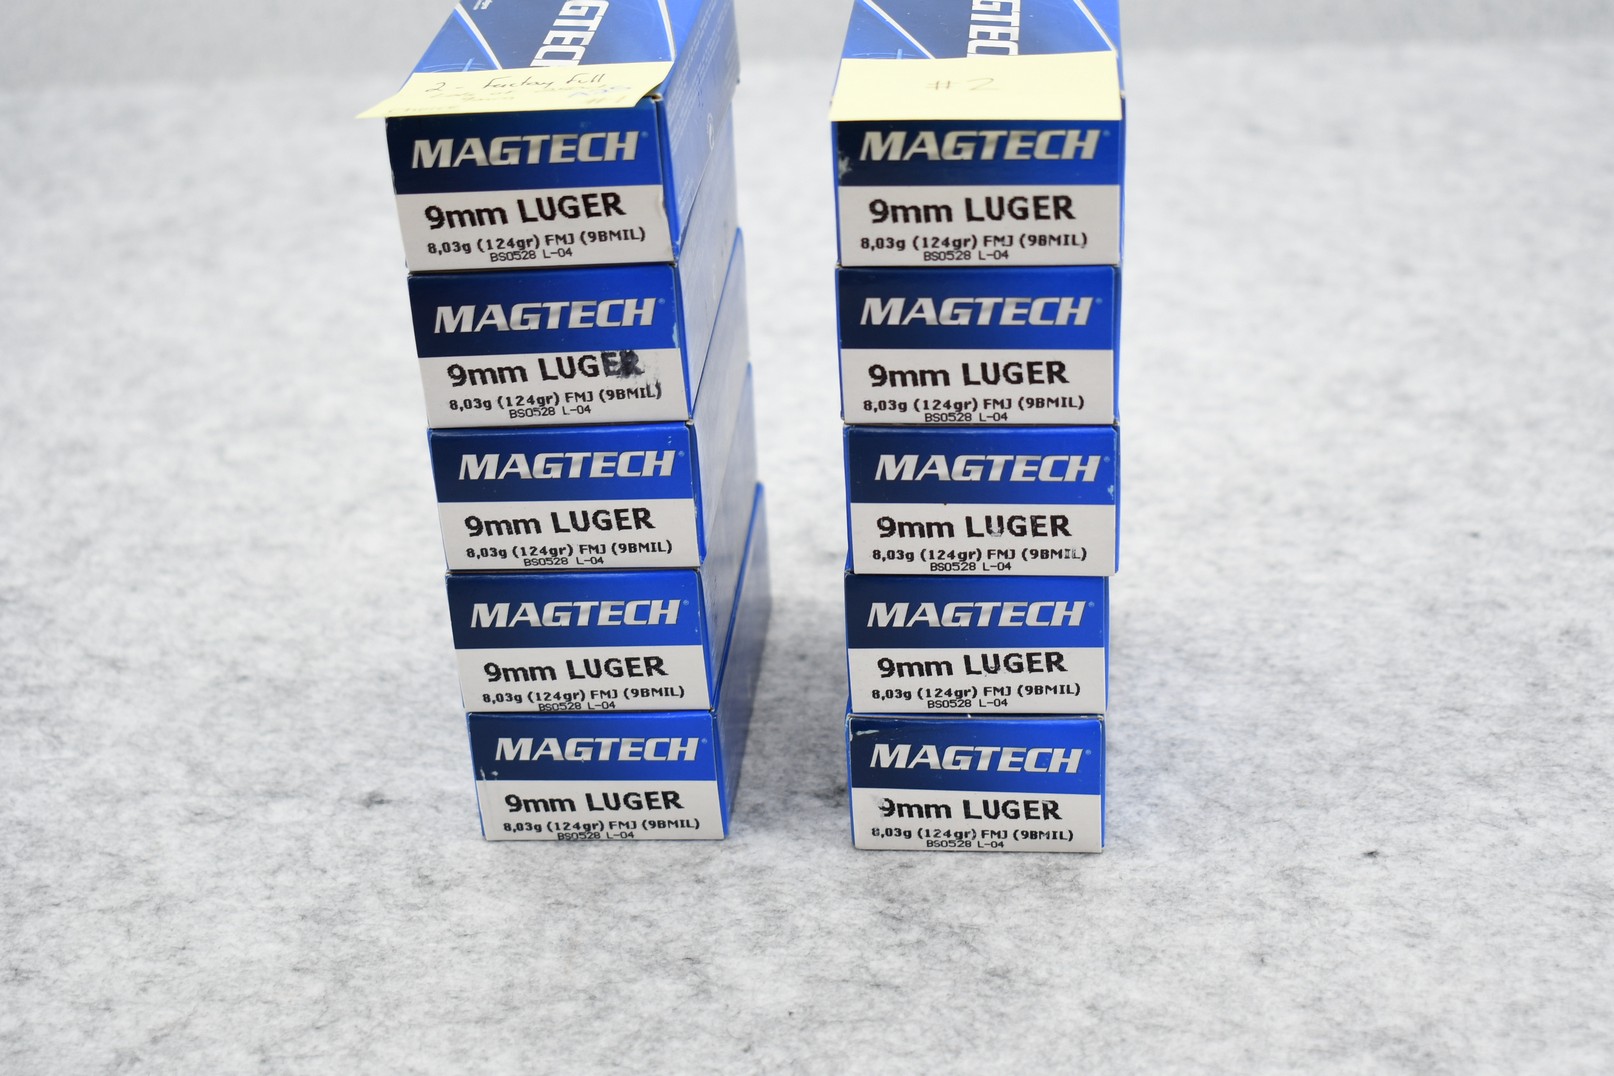 GTECH
2 - Factory Full
#1
MAGTECH
9mm LUGER
8,03g (124gr) FMJ (9BMIL)
BS0528 L-04
MAGTECH
9mm LUGER
8,03g (124gr) FMJ (9BMIL)
BS0528 L-04
MAGTECH
9mm LUGER
8,03g (124gr) FMJ (9BMIL)
BS0528 L-04
MAGTECH
9mm LUGER
8,03g (124gr) FMJ (9BMIL)
BS0528 L-04
MAGTECH
9mm LUGER
8,03g (124gr) FMJ (9BMIL)
BS0528 L-04
GTECH
#2
MAGTECH
9mm LUGER
8,03g (124gr) FMJ (9BMIL)
BS0528 L-04
MAGTECH
9mm LUGER
8,03g (124gr) FMJ (9BMIL)
BS0528 L-04
MAGTECH
9mm LUGER
8,03g (124gr) FMJ (9BMIL)
BS0528 L-04
MAGTECH
9mm LUGER
8,03g (124gr) FMJ (9BMIL)
BS0528 L-04
MAGTECH
9mm LUGER
8,03g (124gr) FMJ (9BMIL)
BS0528 L-04